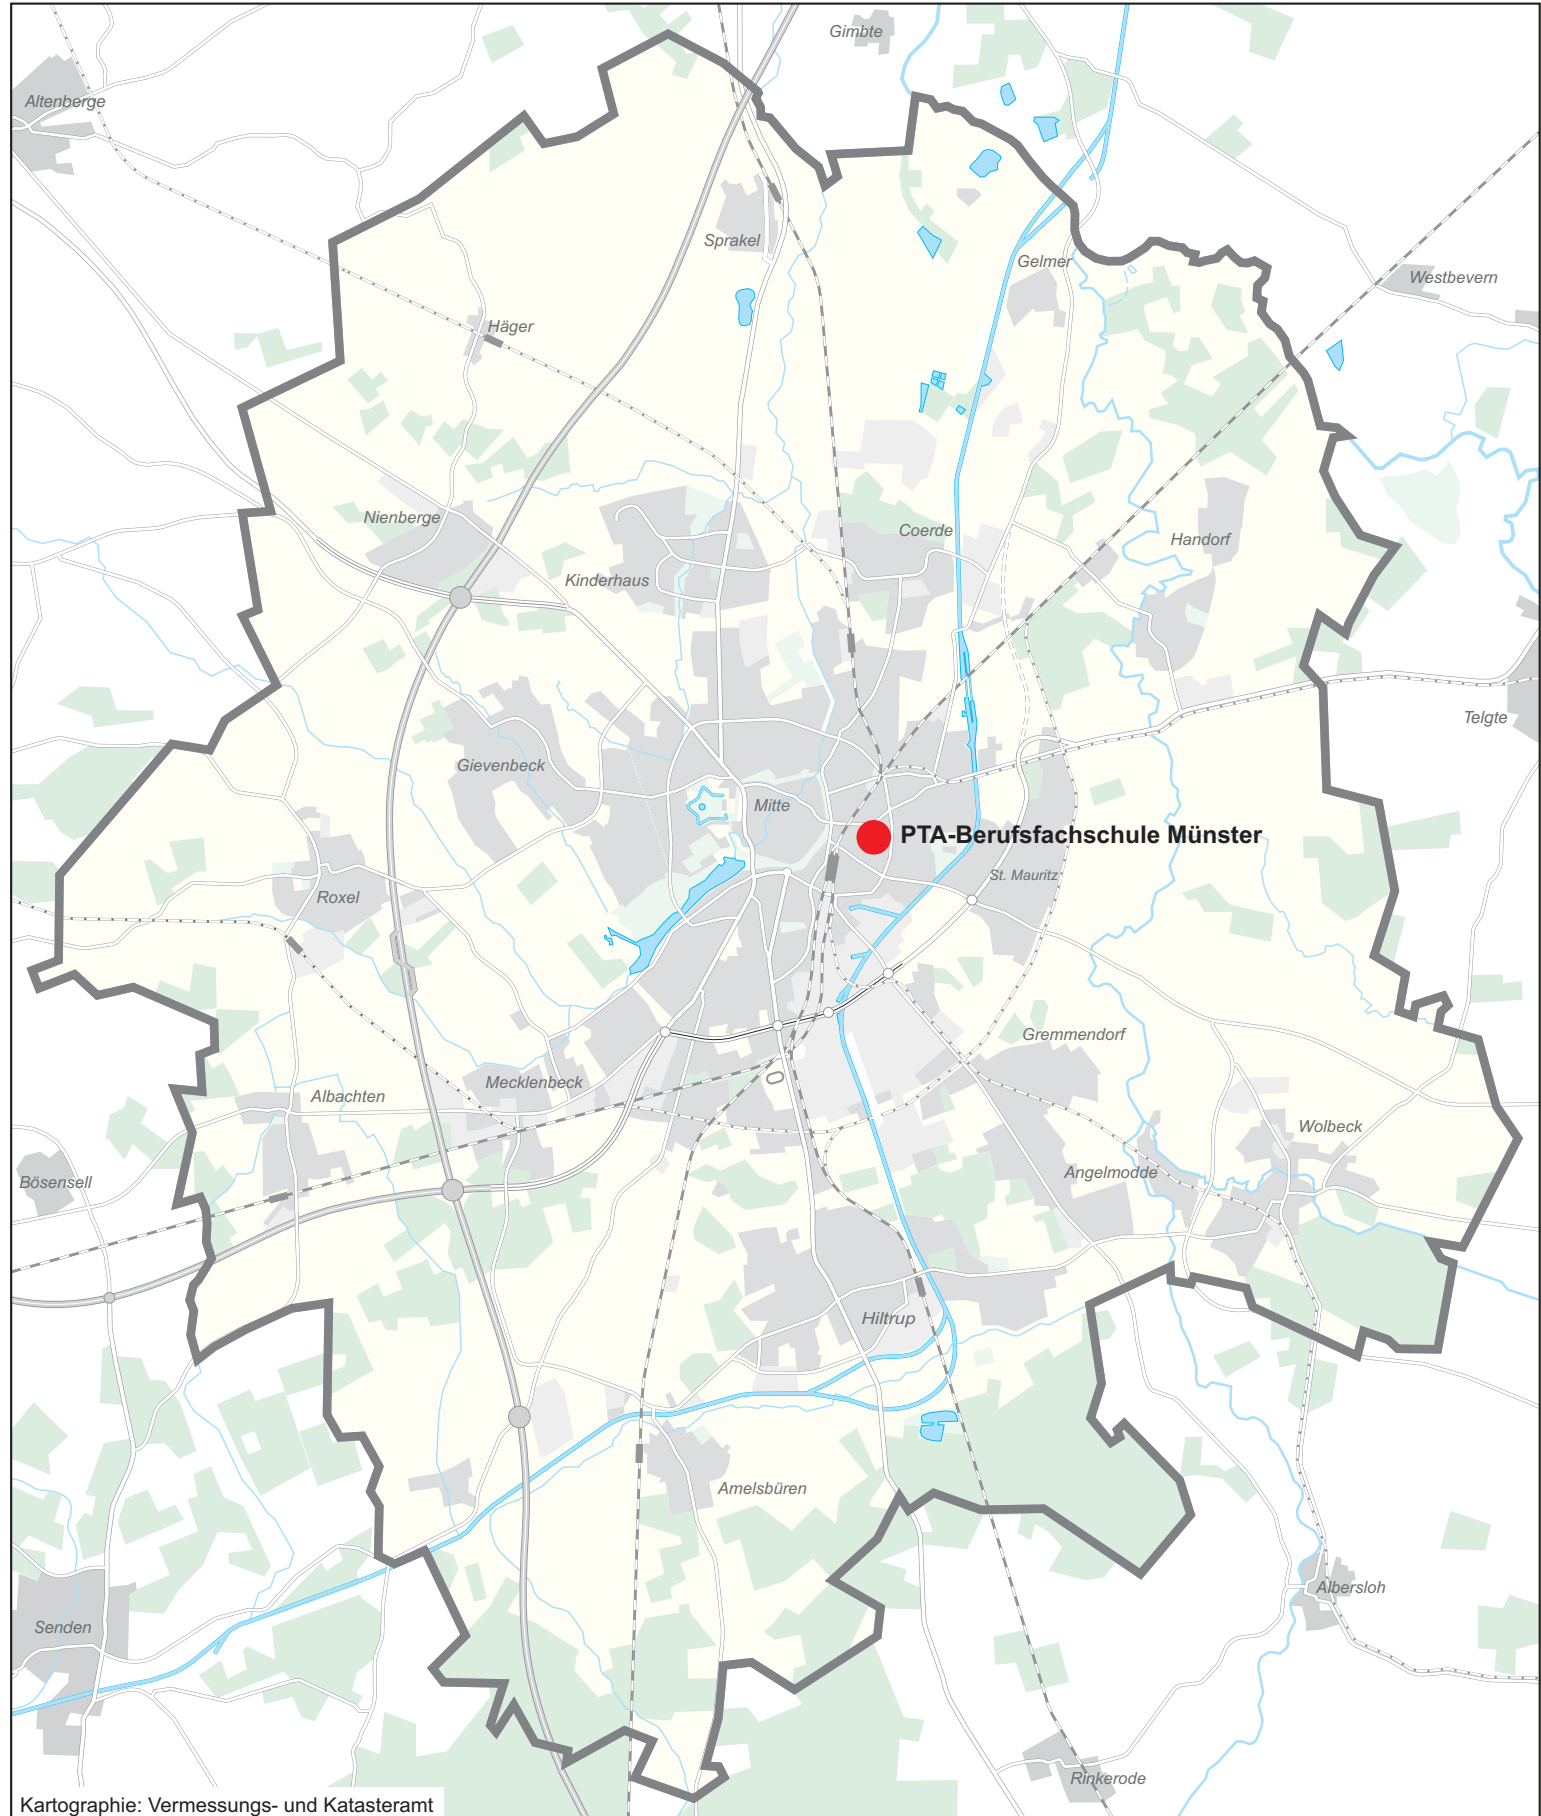 Gimbte
Altenberge
Sprakel
Gelmer
Westbevern
Häger
Nienberge
Coerde
Handorf
Kinderhaus
Telgte
Gievenbeck
Mitte
PTA-Berufsfachschule Münster
St. Mauritz
Roxel
Gremmendorf
Mecklenbeck
Albachten
Wolbeck
Angelmodde
Bösensell
Hiltrup
Amelsbüren
Albersloh
Senden
Rinkerode
Kartographie: Vermessungs- und Katasteramt